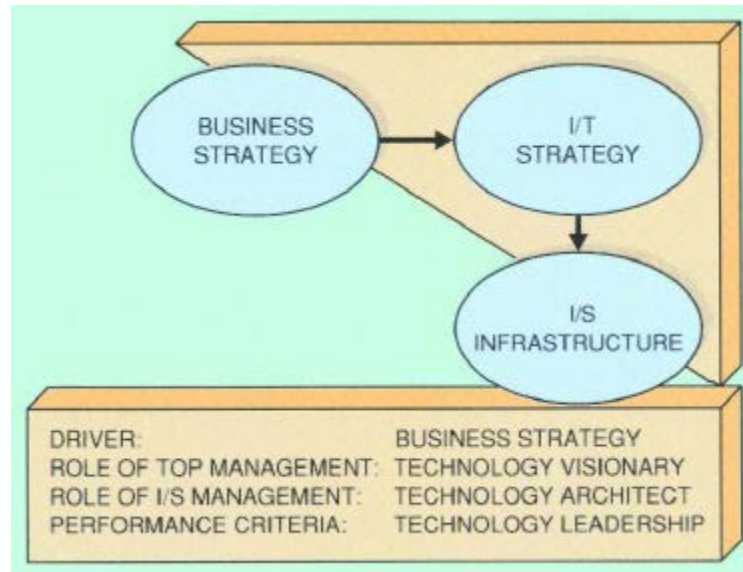 BUSINESS
STRATEGY
I/T
STRATEGY
I/S
INFRASTRUCTURE
DRIVER: BUSINESS STRATEGY
ROLE OF TOP MANAGEMENT: TECHNOLOGY VISIONARY
ROLE OF I/S MANAGEMENT: TECHNOLOGY ARCHITECT
PERFORMANCE CRITERIA: TECHNOLOGY LEADERSHIP